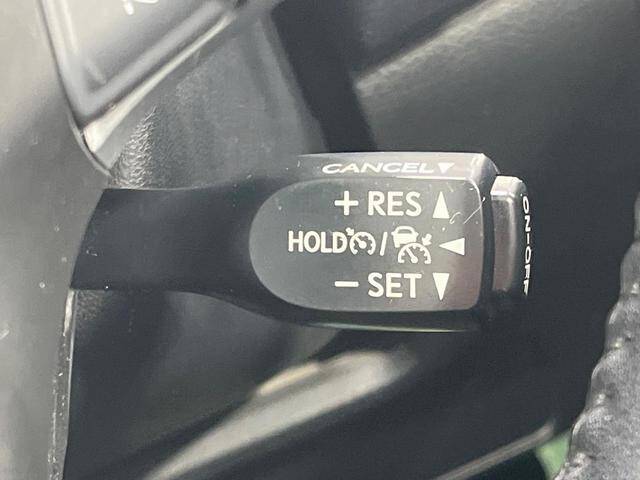 CANCEL▼
+ RES ▲
HOLD / ◀
− SET ▼
ON-OFF